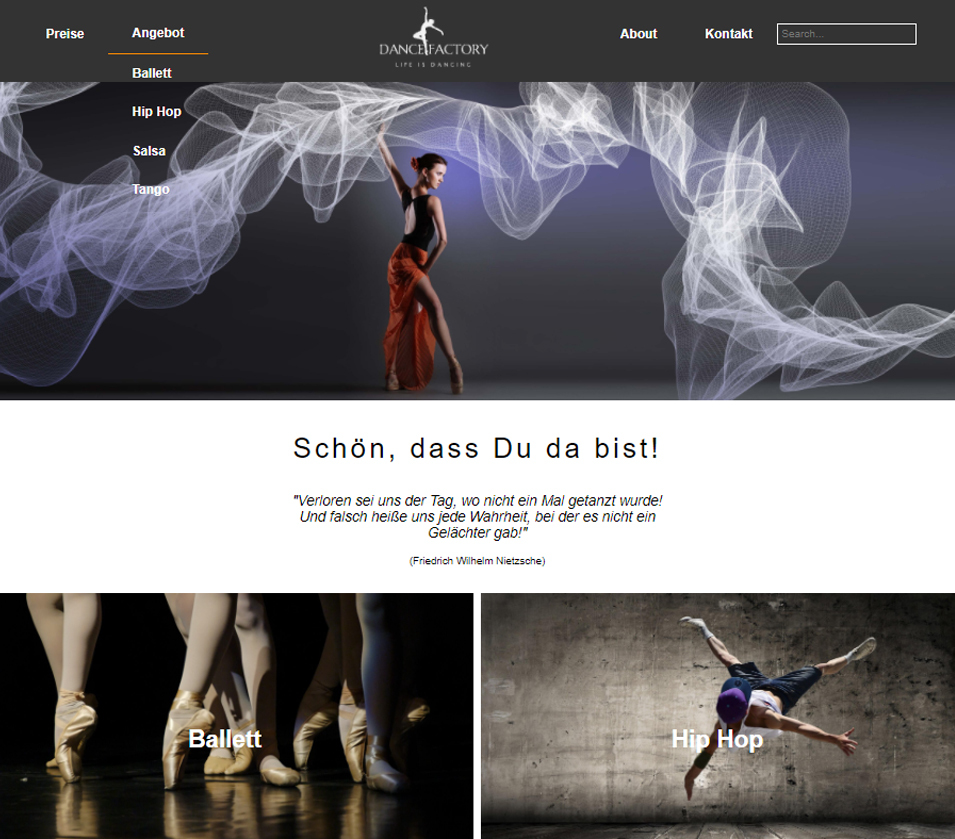 Preise
Angebot
DANCE FACTORY
LIFE IS DANCING
About
Kontakt
Search...
Ballett
Hip Hop
Salsa
Tango
Schön, dass Du da bist!
"Verloren sei uns der Tag, wo nicht ein Mal getanzt wurde!
Und falsch heiße uns jede Wahrheit, bei der es nicht ein
Gelächter gab!"
(Friedrich Wilhelm Nietzsche)
Ballett
Hip Hop